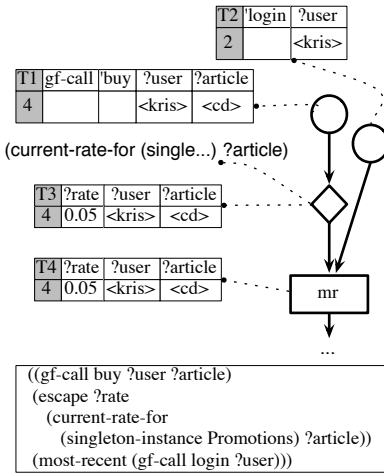 T2 'login ?user
2 <kris>
T1 gf-call 'buy ?user ?article
4 <kris> <cd>
(current-rate-for (single...) ?article)
T3 ?rate ?user ?article
4 0.05 <kris> <cd>
T4 ?rate ?user ?article
4 0.05 <kris> <cd>
mr
...
((gf-call buy ?user ?article)
(escape ?rate
(current-rate-for
(singleton-instance Promotions) ?article))
(most-recent (gf-call login ?user)))